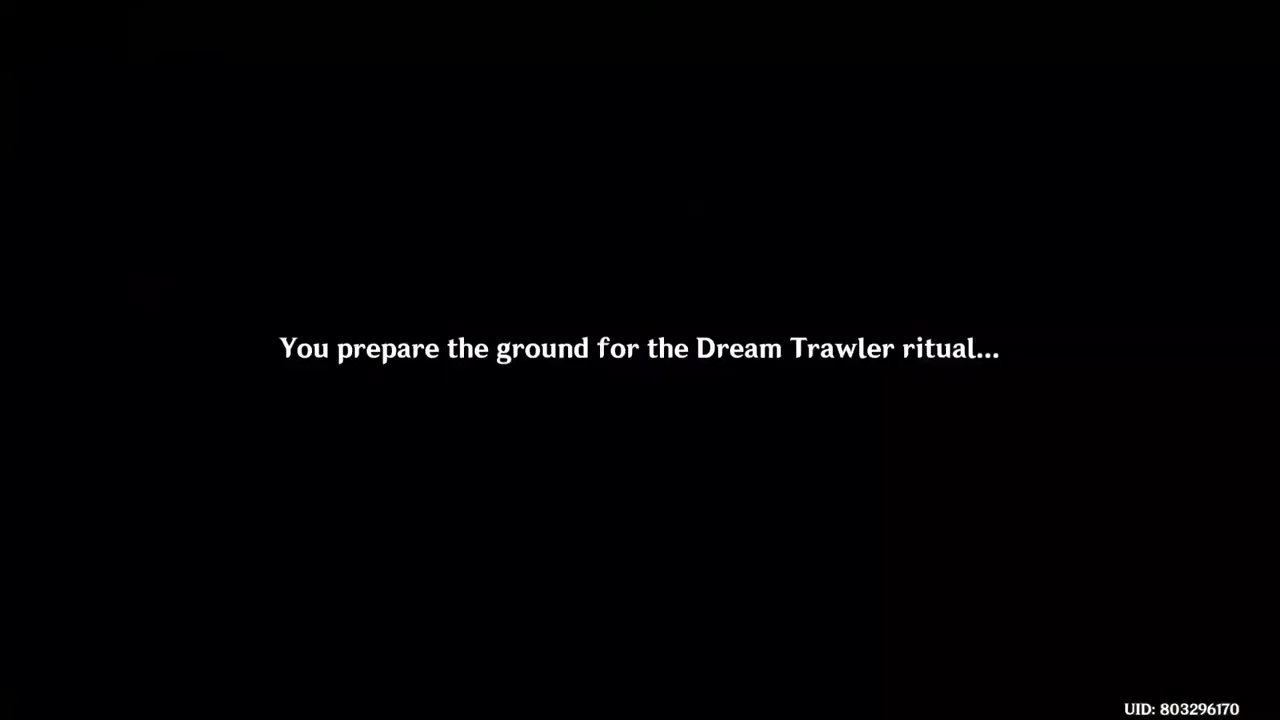 You prepare the ground for the Dream Trawler ritual...
UID: 803296170